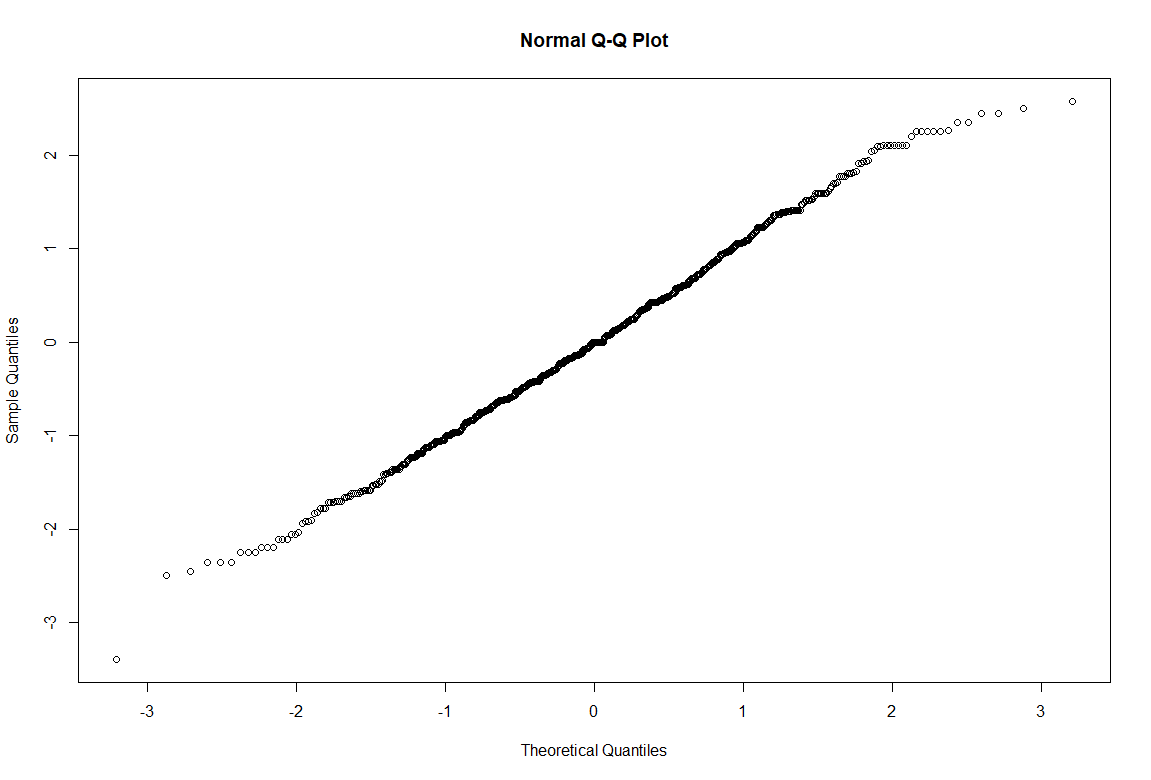 Normal Q-Q Plot
Sample Quantiles
2
1
0
-1
-2
-3
-3 -2 -1 0 1 2 3
Theoretical Quantiles